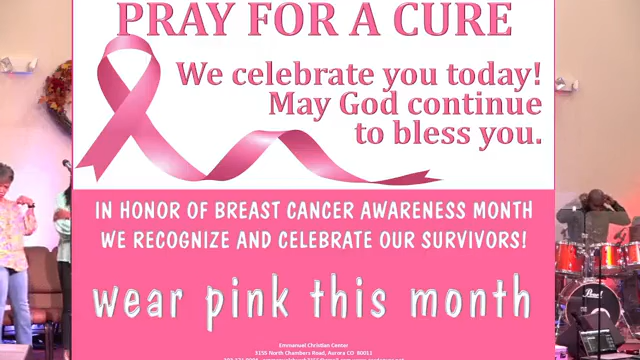 PRAY FOR A CURE
We celebrate you today!
May God continue
to bless you.
IN HONOR OF BREAST CANCER AWARENESS MONTH
WE RECOGNIZE AND CELEBRATE OUR SURVIVORS!
wear pink this month
Emmanuel Christian Center
3155 North Chambers Road, Aurora CO 80011
Pearl